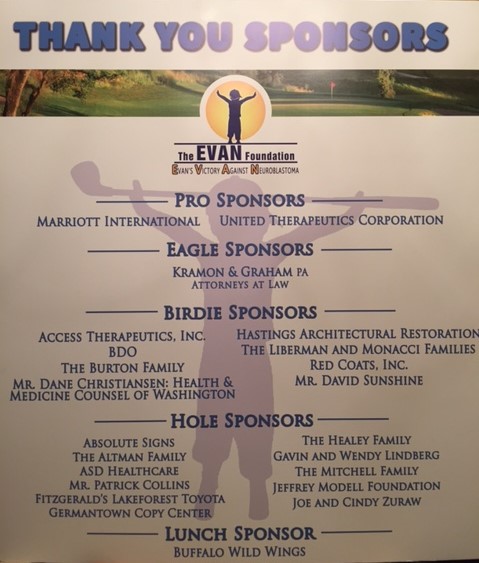 THANK YOU SPONSORS
The EVAN Foundation
EVAN'S VICTORY AGAINST NEUROBLASTOMA
PRO SPONSORS
MARRIOTT INTERNATIONAL UNITED THERAPEUTICS CORPORATION
EAGLE SPONSORS
KRAMON & GRAHAM PA
ATTORNEYS AT LAW
BIRDIE SPONSORS
ACCESS THERAPEUTICS, INC.
BDO
THE BURTON FAMILY
MR. DANE CHRISTIANSEN: HEALTH &
MEDICINE COUNSEL OF WASHINGTON
HASTINGS ARCHITECTURAL RESTORATION
THE LIBERMAN AND MONACCI FAMILIES
RED COATS, INC.
MR. DAVID SUNSHINE
HOLE SPONSORS
ABSOLUTE SIGNS
THE ALTMAN FAMILY
ASD HEALTHCARE
MR. PATRICK COLLINS
FITZGERALD'S LAKEFOREST TOYOTA
GERMANTOWN COPY CENTER
THE HEALEY FAMILY
GAVIN AND WENDY LINDBERG
THE MITCHELL FAMILY
JEFFREY MODELL FOUNDATION
JOE AND CINDY ZURAW
LUNCH SPONSOR
BUFFALO WILD WINGS